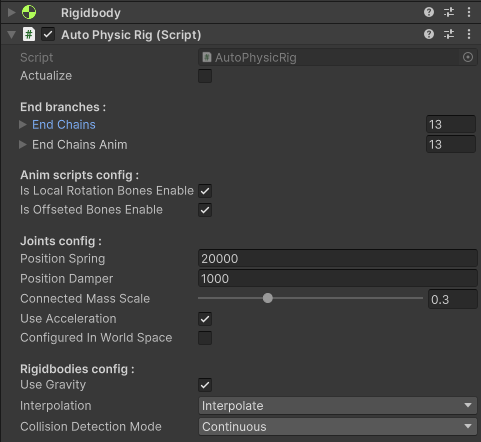 Rigidbody
# Auto Physic Rig (Script)
Script # AutoPhysicRig
Actualize
End branches :
End Chains 13
End Chains Anim 13
Anim scripts config :
Is Local Rotation Bones Enable
Is Offseted Bones Enable
Joints config :
Position Spring 20000
Position Damper 1000
Connected Mass Scale 0.3
Use Acceleration
Configured In World Space
Rigidbodies config :
Use Gravity
Interpolation Interpolate
Collision Detection Mode Continuous